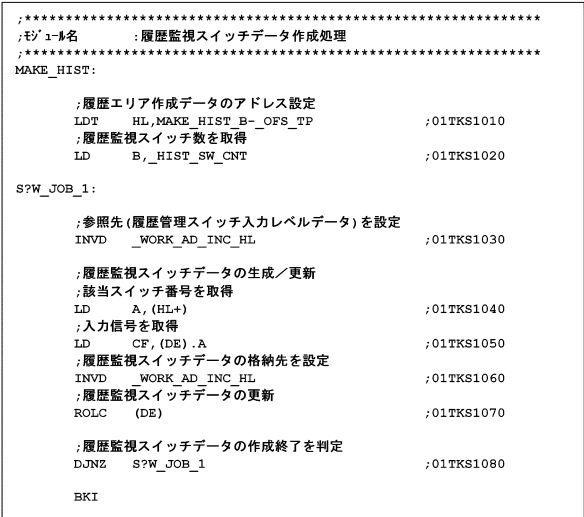 ;************************************************************
;ﾓｼﾞｭｰﾙ名 :履歴監視スイッチデータ作成処理
;************************************************************
MAKE_HIST:
;履歴エリア作成データのアドレス設定
LDT HL,MAKE_HIST_B-_OFS_TP ;01TKS1010
;履歴監視スイッチ数を取得
LD B,_HIST_SW_CNT ;01TKS1020
S?W_JOB_1:
;参照先(履歴管理スイッチ入力レベルデータ)を設定
INVD _WORK_AD_INC_HL ;01TKS1030
;履歴監視スイッチデータの生成／更新
;該当スイッチ番号を取得
LD A,(HL+) ;01TKS1040
;入力信号を取得
LD CF,(DE).A ;01TKS1050
;履歴監視スイッチデータの格納先を設定
INVD _WORK_AD_INC_HL ;01TKS1060
;履歴監視スイッチデータの更新
ROLC (DE) ;01TKS1070
;履歴監視スイッチデータの作成終了を判定
DJNZ S?W_JOB_1 ;01TKS1080
BKI